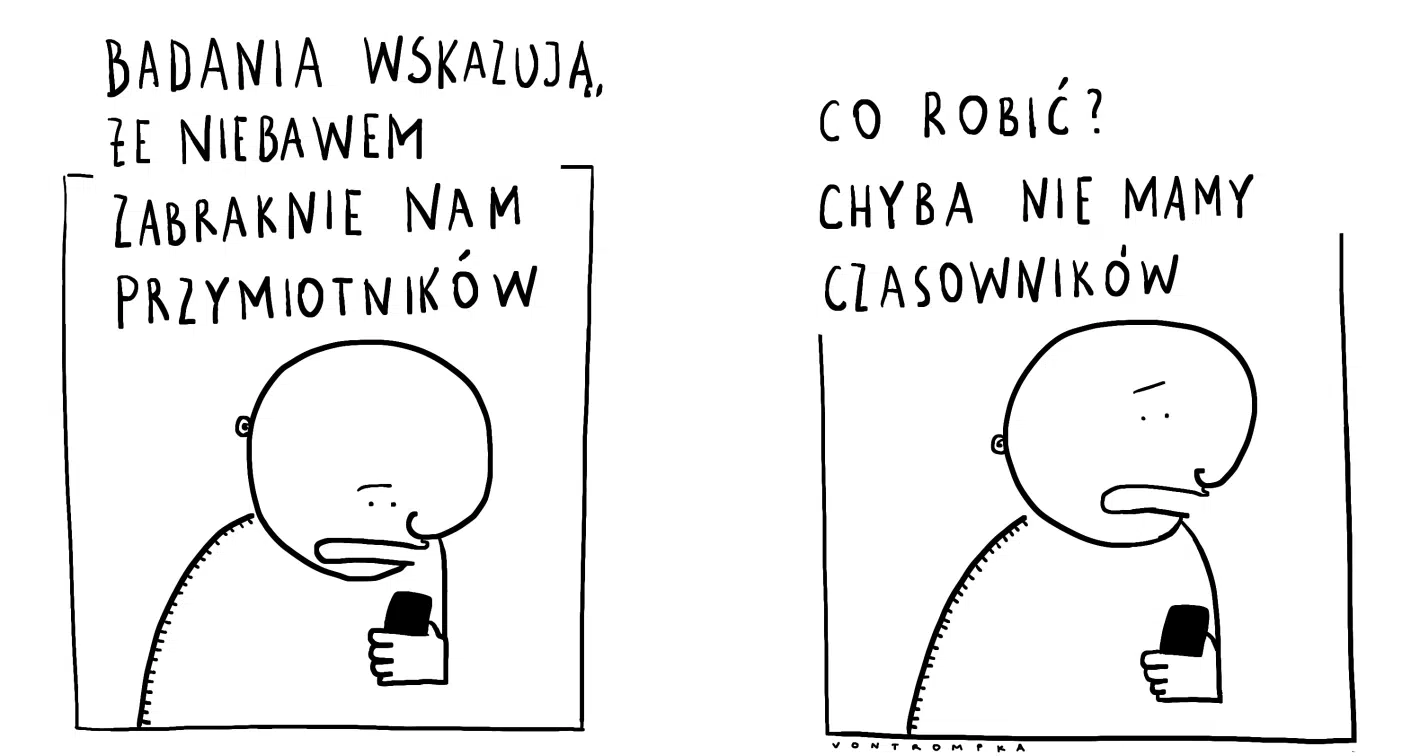 BADANIA WSKAZUJĄ,
ŻE NIEBAWEM
ZABRAKNIE NAM
PRZYMIOTNIKÓW
CO ROBIĆ?
CHYBA NIE MAMY
CZASOWNIKÓW
VONTROMPKA